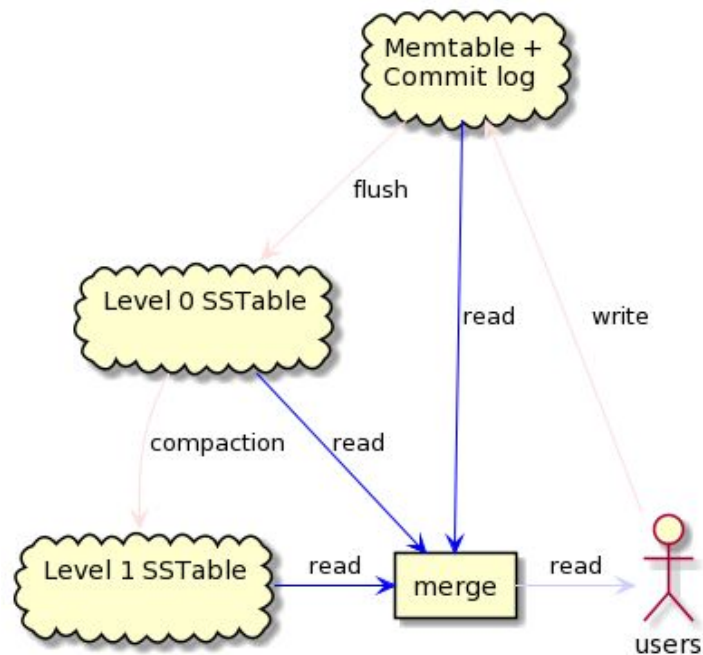 Memtable +
Commit log
flush
Level 0 SSTable
read
write
compaction
read
Level 1 SSTable
read
merge
read
users